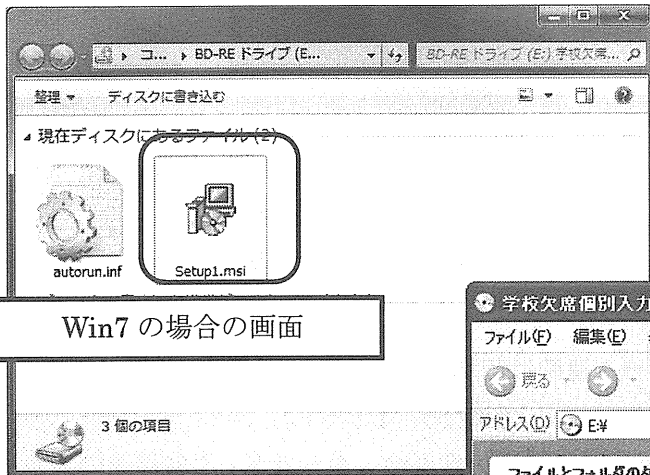 コ... ▸ BD-RE ドライブ (E...
BD-RE ドライブ (E:) 学校欠席...
整理 ▾ ディスクに書き込む
現在ディスクにあるファイル (2)
autorun.inf
Setup1.msi
Win7 の場合の画面
3 個の項目
学校欠席個別入力
ファイル(F) 編集(E)
戻る
アドレス(D) E:¥